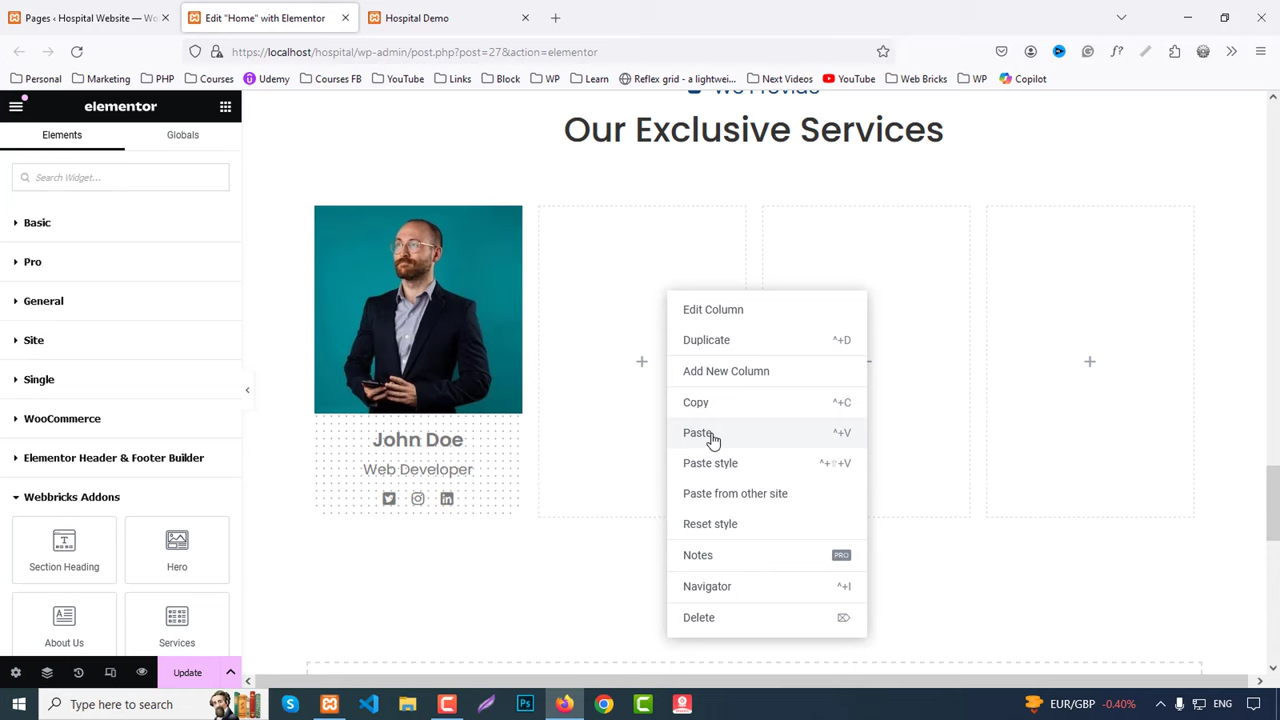 Pages ‹ Hospital Website — Wo
Edit "Home" with Elementor
Hospital Demo
https://localhost/hospital/wp-admin/post.php?post=27&action=elementor
Personal
Marketing
PHP
Courses
Udemy
Courses FB
YouTube
Links
Block
WP
Learn
Reflex grid - a lightwei...
Next Videos
YouTube
Web Bricks
WP
Copilot
elementor
Elements
Globals
Search Widget...
Basic
Pro
General
Site
Single
WooCommerce
Elementor Header & Footer Builder
Webbricks Addons
Section Heading
Hero
About Us
Services
Update
We Provide
Our Exclusive Services
John Doe
Web Developer
Edit Column
Duplicate ^+D
Add New Column
Copy ^+C
Paste ^+V
Paste style ^+⇧+V
Paste from other site
Reset style
Notes PRO
Navigator ^+I
Delete ⌦
Type here to search
EUR/GBP -0.40%
ENG